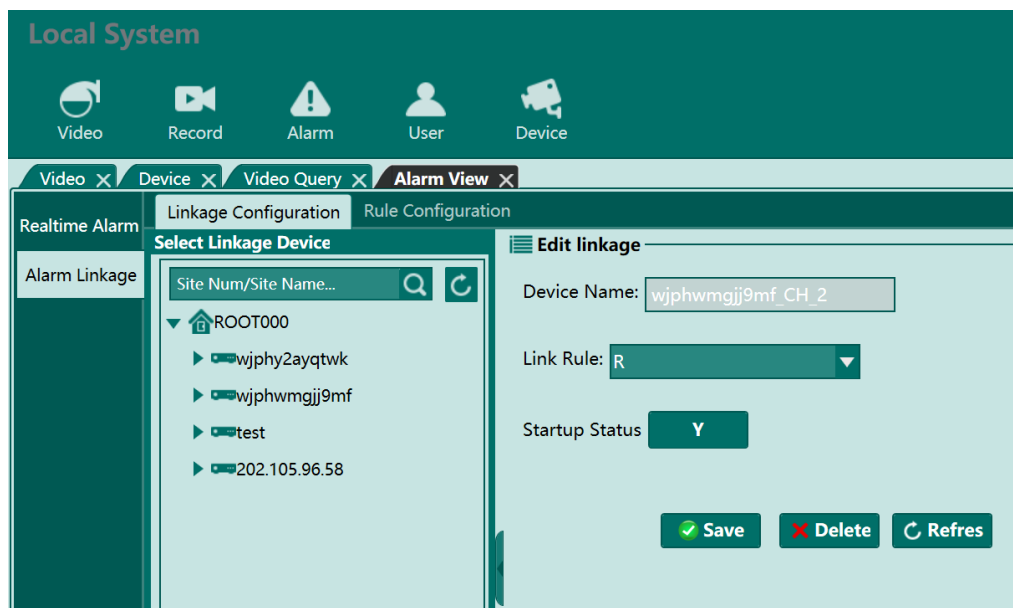 Local System
Video Record Alarm User Device
Video Device Video Query Alarm View
Realtime Alarm
Alarm Linkage
Linkage Configuration Rule Configuration
Select Linkage Device
Site Num/Site Name...
ROOT000
wjphy2ayqtwk
wjphwmgjj9mf
test
202.105.96.58
Edit linkage
Device Name: wjphwmgjj9mf_CH_2
Link Rule: R
Startup Status Y
Save Delete Refres